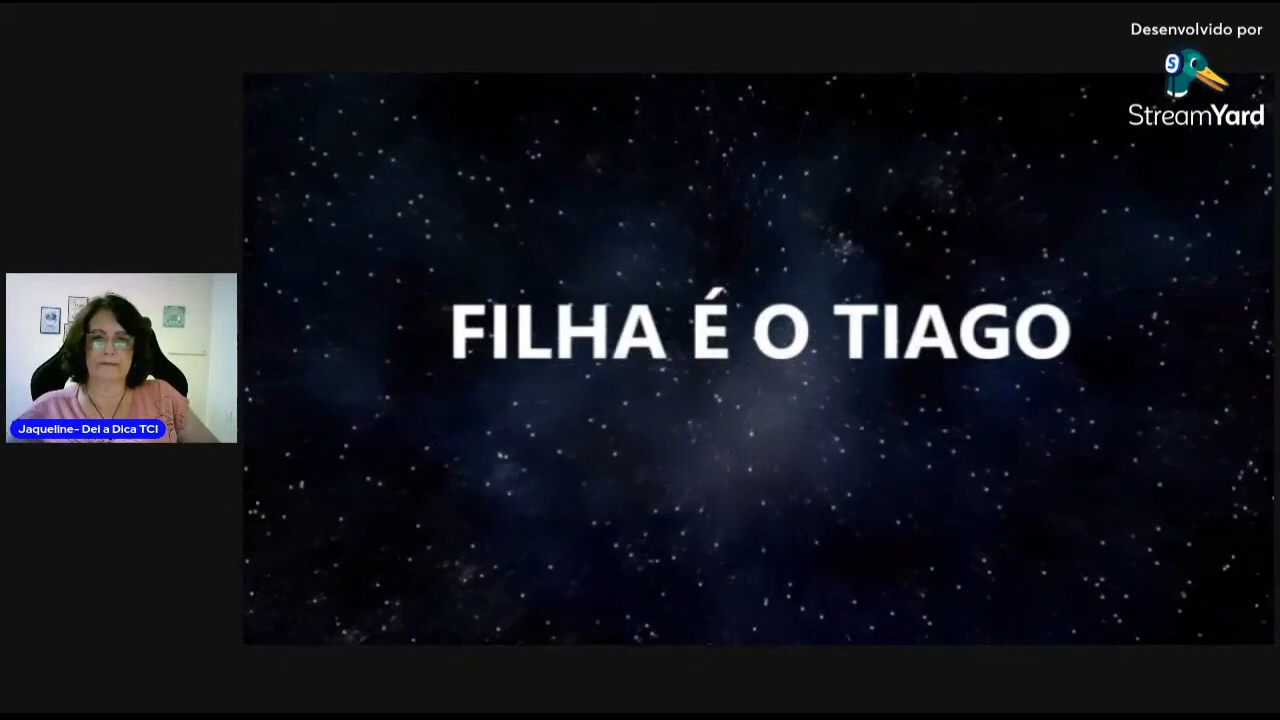 Desenvolvido por
S
StreamYard
FILHA É O TIAGO
Jaqueline- Dei a Dica TCI